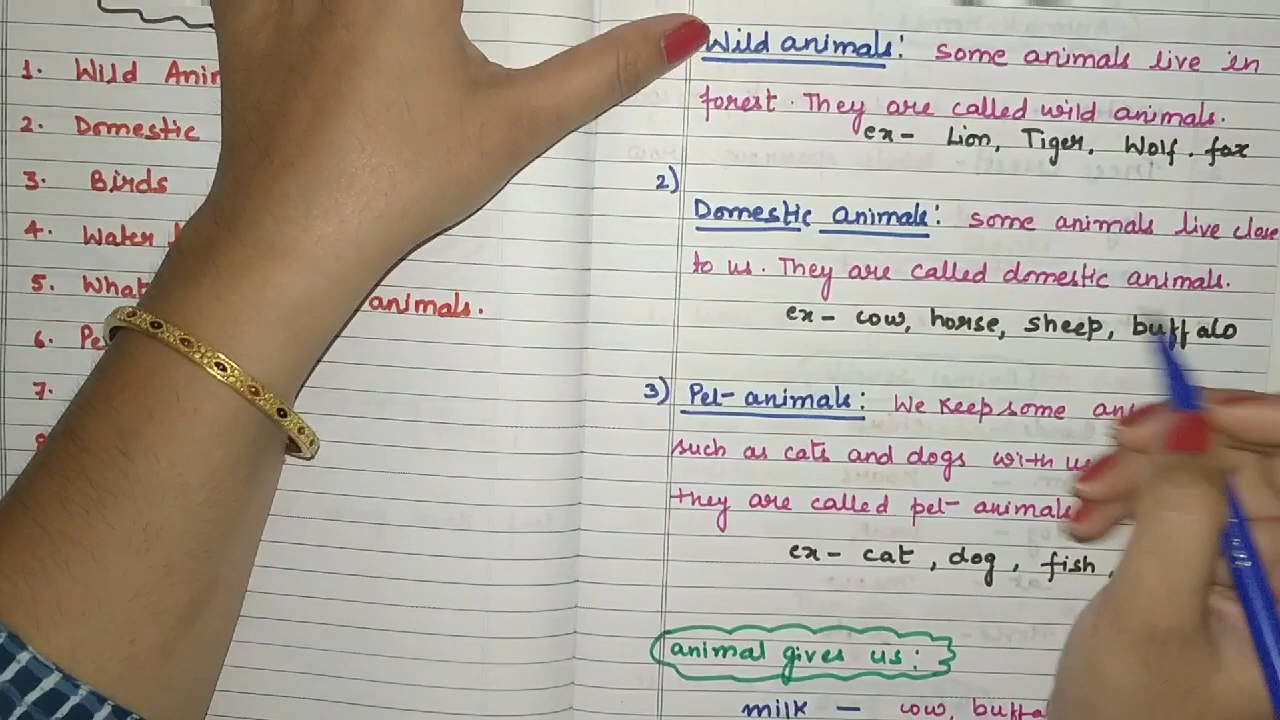 1. Wild
2. Domestic
3. Birds
4. Water
5. What animals.
6.
7.
Wild animals: some animals live in
forest. They are called wild animals.
ex- Lion, Tiger, Wolf. fox
2)
Domestic animals: some animals live close
to us. They are called domestic animals.
ex- cow, horse, sheep, buffalo
3) Pet-animals: We keep some
such as cats and dogs with us
they are called pet-animals
ex- cat, dog, fish,
animal gives us:
milk - cow,